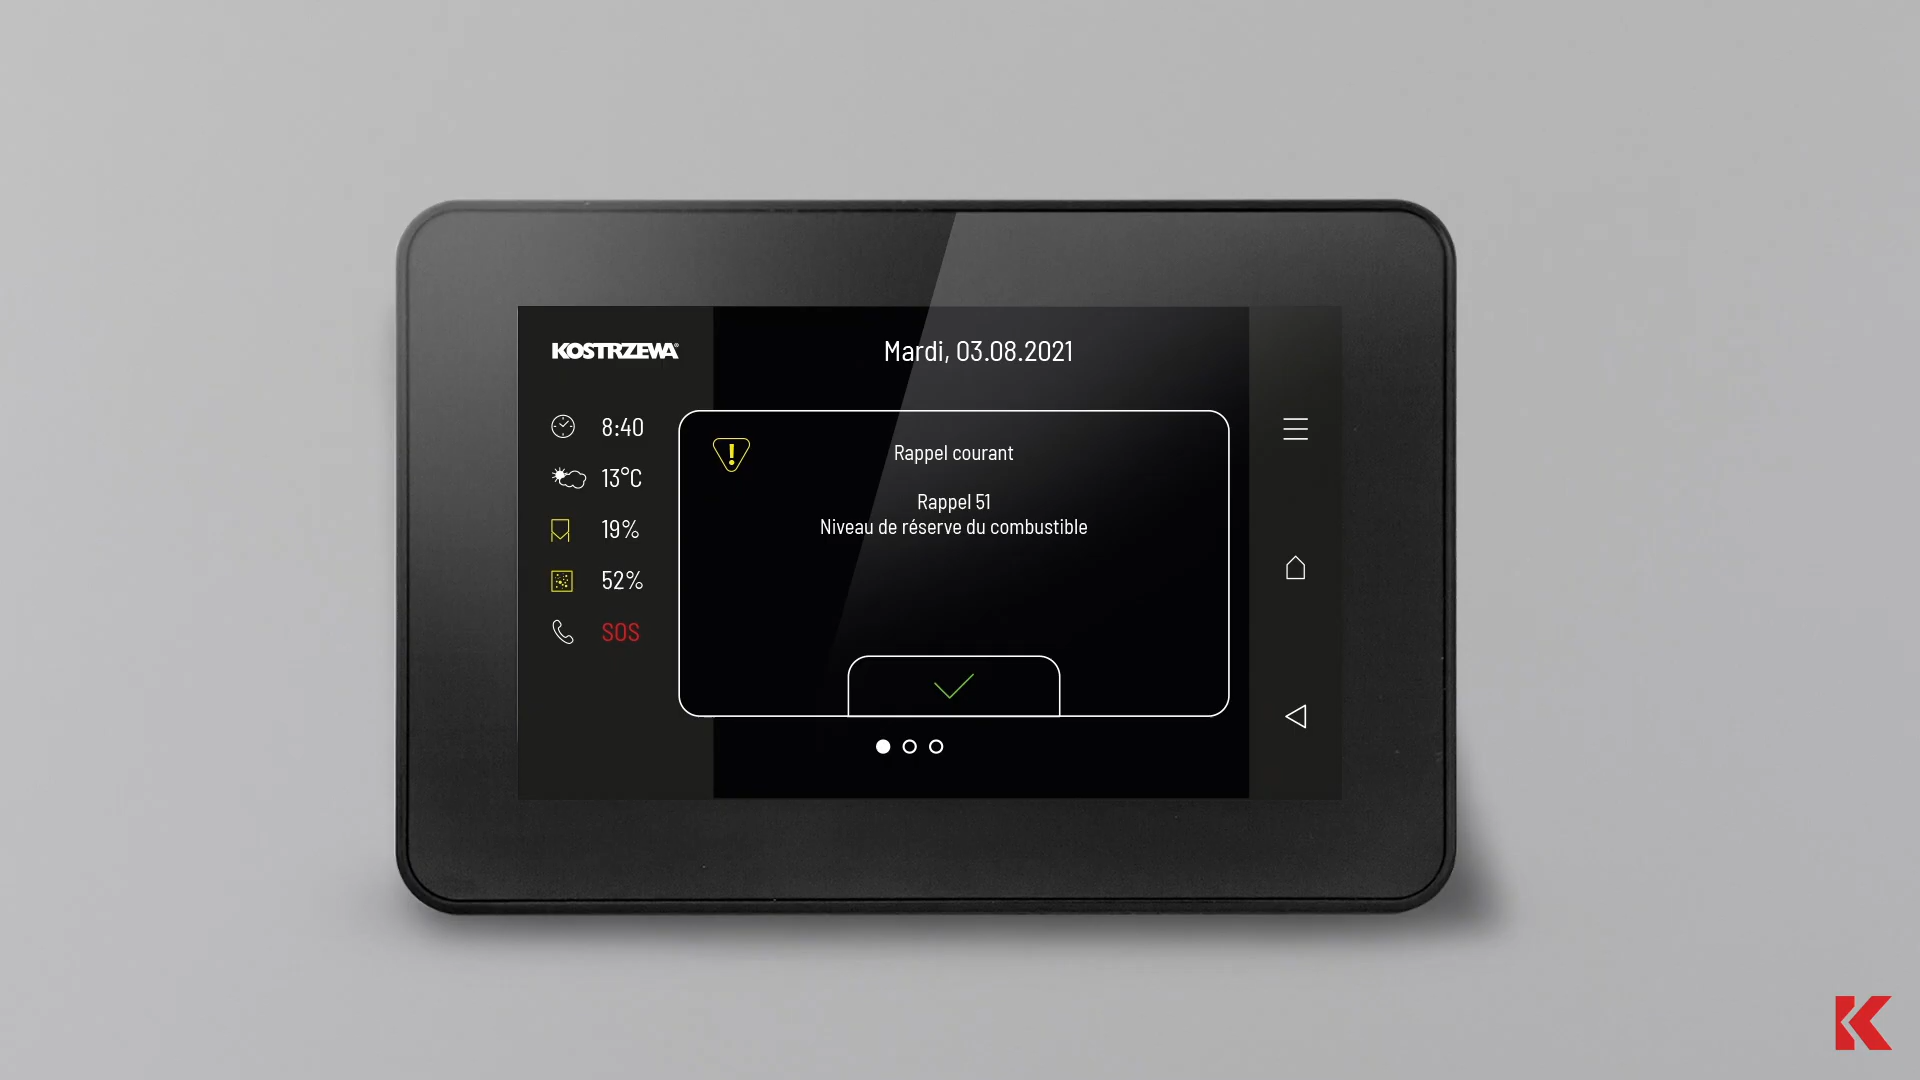 KOSTRZEWA
Mardi, 03.08.2021
8:40
13°C
19%
52%
SOS
Rappel courant
Rappel 51
Niveau de réserve du combustible
K